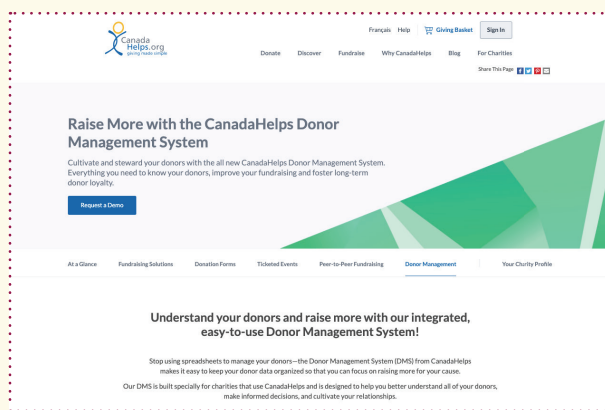 Canada
Helps.org
giving made simple
Français Help Giving Basket Sign In
Donate Discover Fundraise Why CanadaHelps Blog For Charities
Share This Page
Raise More with the CanadaHelps Donor
Management System
Cultivate and steward your donors with the all new CanadaHelps Donor Management System.
Everything you need to know your donors, improve your fundraising and foster long-term
donor loyalty.
Request a Demo
At a Glance Fundraising Solutions Donation Forms Ticketed Events Peer-to-Peer Fundraising Donor Management Your Charity Profile
Understand your donors and raise more with our integrated,
easy-to-use Donor Management System!
Stop using spreadsheets to manage your donors—the Donor Management System (DMS) from CanadaHelps
makes it easy to keep your donor data organized so that you can focus on raising more for your cause.
Our DMS is built specially for charities that use CanadaHelps and is designed to help you better understand all of your donors,
make informed decisions, and cultivate your relationships.